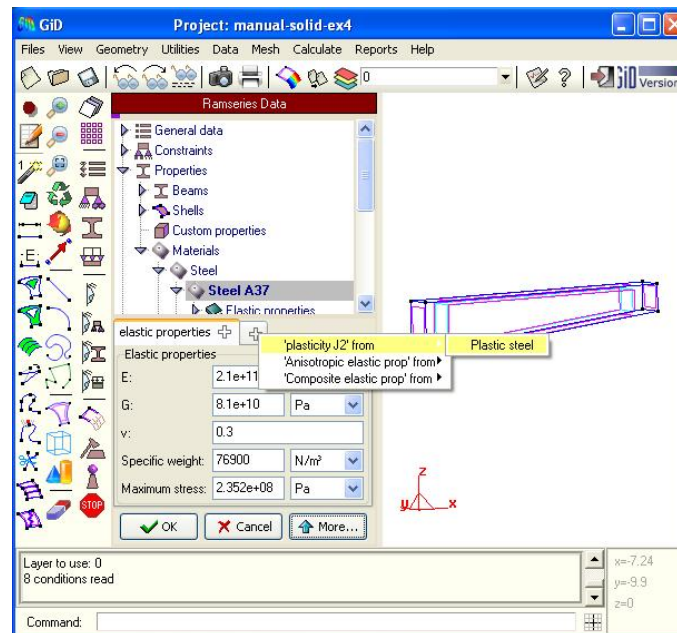 GiD Project: manual-solid-ex4
Files View Geometry Utilities Data Mesh Calculate Reports Help
0
?
GiD Version
Ramseries Data
General data
Constraints
Properties
Beams
Shells
Custom properties
Materials
Steel
Steel A37
Elastic properties
elastic properties
'plasticity J2' from
Plastic steel
'Anisotropic elastic prop' from
'Composite elastic prop' from
Elastic properties
E: 2.1e+11
G: 8.1e+10 Pa
v: 0.3
Specific weight: 76900 N/m³
Maximum stress: 2.352e+08 Pa
OK Cancel More...
STOP
z
y x
Layer to use: 0
8 conditions read
x=-7.24
y=-9.9
z=0
Command: